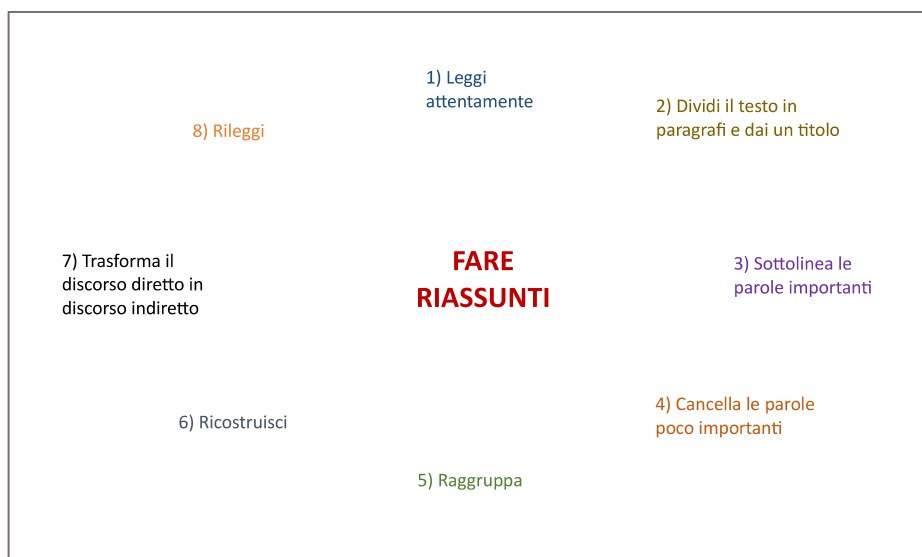 1) Leggi
attentamente
2) Dividi il testo in
paragrafi e dai un titolo
8) Rileggi
7) Trasforma il
discorso diretto in
discorso indiretto
FARE
RIASSUNTI
3) Sottolinea le
parole importanti
4) Cancella le parole
poco importanti
6) Ricostruisci
5) Raggruppa